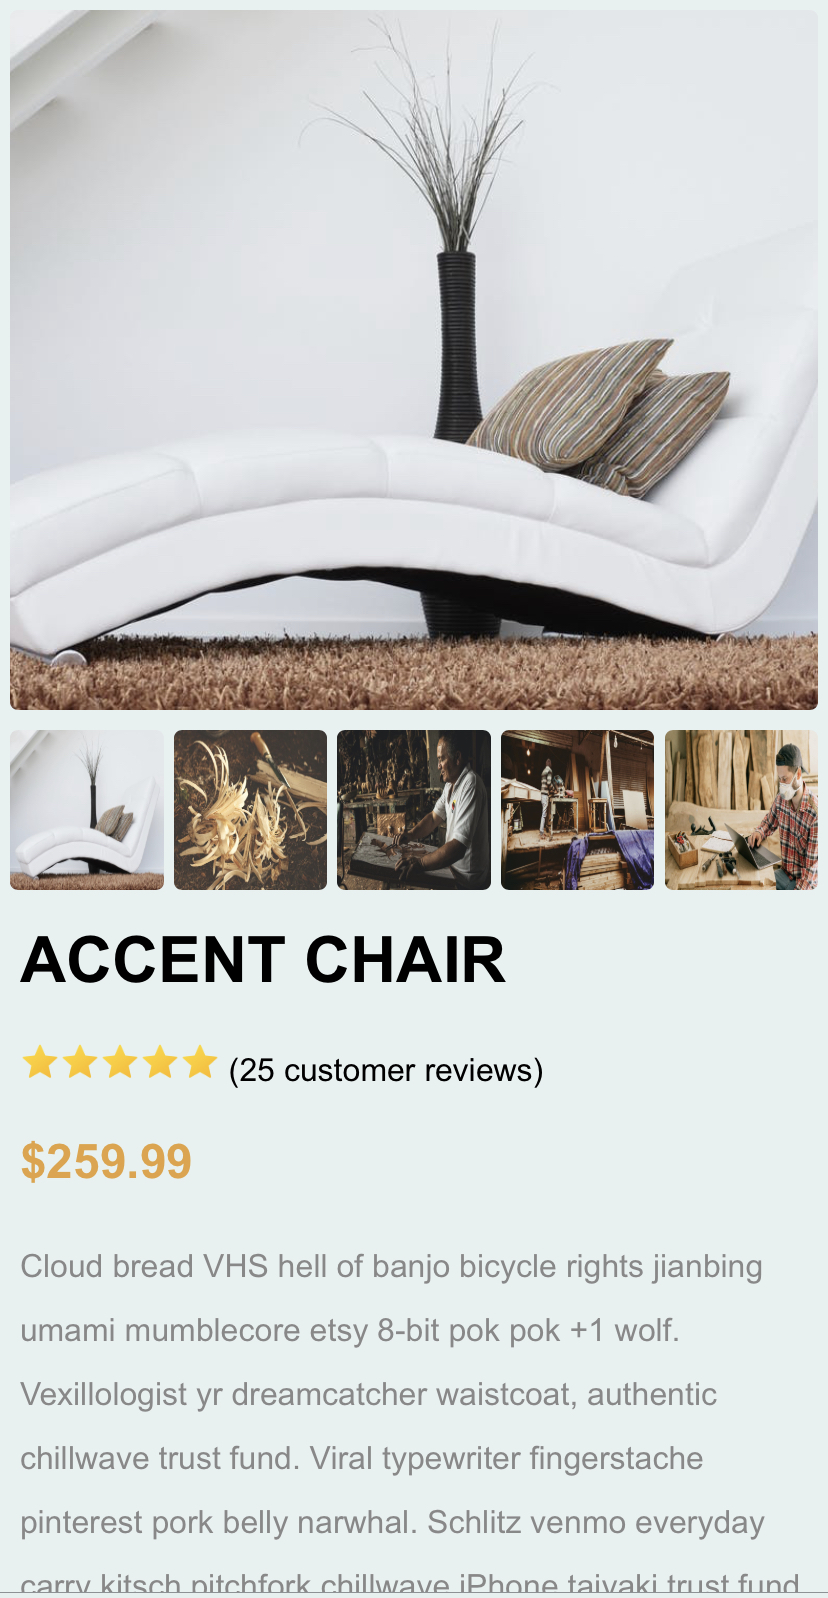 ACCENT CHAIR
(25 customer reviews)
$259.99
Cloud bread VHS hell of banjo bicycle rights jianbing
umami mumblecore etsy 8-bit pok pok +1 wolf.
Vexillologist yr dreamcatcher waistcoat, authentic
chillwave trust fund. Viral typewriter fingerstache
pinterest pork belly narwhal. Schlitz venmo everyday
carry kitsch pitchfork chillwave iPhone taiyaki trust fund